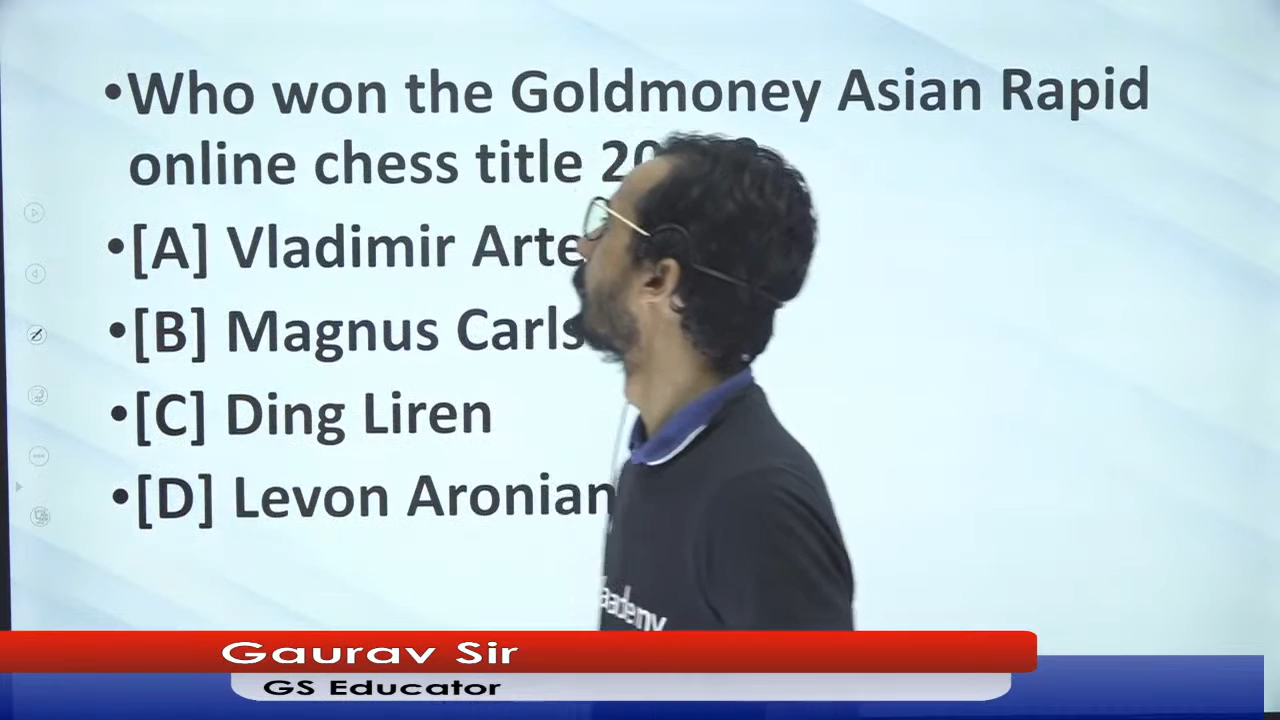 •Who won the Goldmoney Asian Rapid
online chess title 20
•[A] Vladimir Arte
•[B] Magnus Carls
•[C] Ding Liren
•[D] Levon Aronian
Gaurav Sir
GS Educator